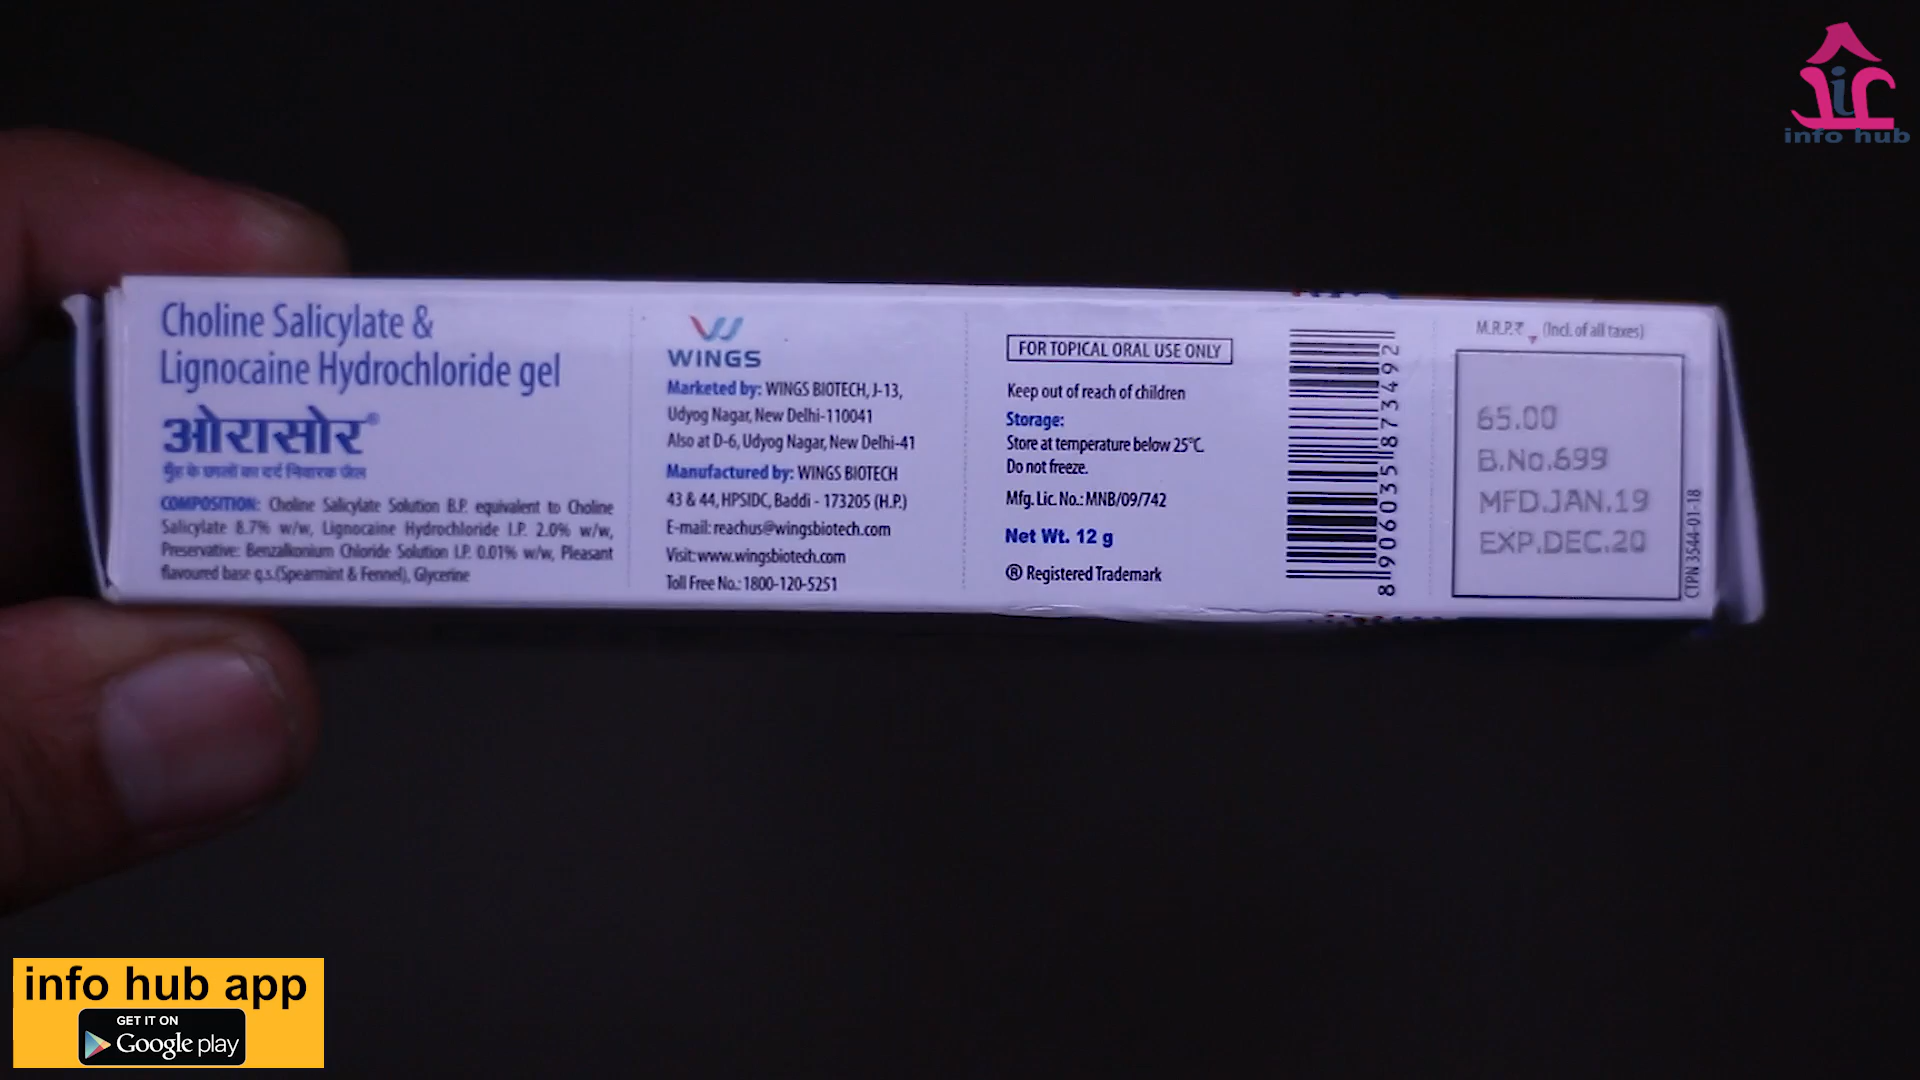 info hub
Choline Salicylate &
Lignocaine Hydrochloride gel
ओरासोर®
मुँह के छालों का दर्द निवारक जेल
COMPOSITION: Choline Salicylate Solution B.P. equivalent to Choline
Salicylate 8.7% w/w, Lignocaine Hydrochloride I.P. 2.0% w/w,
Preservative: Benzalkonium Chloride Solution I.P. 0.01% w/w, Pleasant
flavoured base q.s.(Spearmint & Fennel), Glycerine
WINGS
Marketed by: WINGS BIOTECH, J-13,
Udyog Nagar, New Delhi-110041
Also at D-6, Udyog Nagar, New Delhi-41
Manufactured by: WINGS BIOTECH
43 & 44, HPSIDC, Baddi - 173205 (H.P.)
E-mail: reachus@wingsbiotech.com
Visit: www.wingsbiotech.com
Toll Free No.: 1800-120-5251
FOR TOPICAL ORAL USE ONLY
Keep out of reach of children
Storage:
Store at temperature below 25°C.
Do not freeze.
Mfg. Lic. No.: MNB/09/742
Net Wt. 12 g
® Registered Trademark
8 906035 873492
M.R.P.₹ (Incl. of all taxes)
65.00
B.No.699
MFD.JAN.19
EXP.DEC.20
CTPN 3544-01-18
info hub app
GET IT ON
Google play